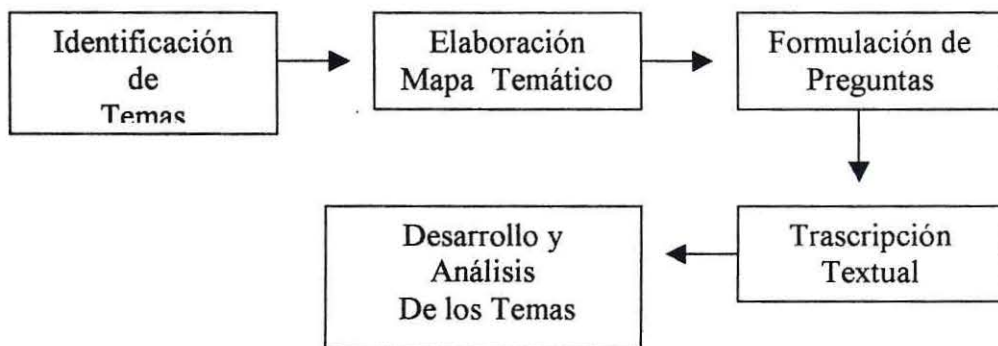 Identificación
de
Temas
Elaboración
Mapa Temático
Formulación de
Preguntas
Trascripción
Textual
Desarrollo y
Análisis
De los Temas